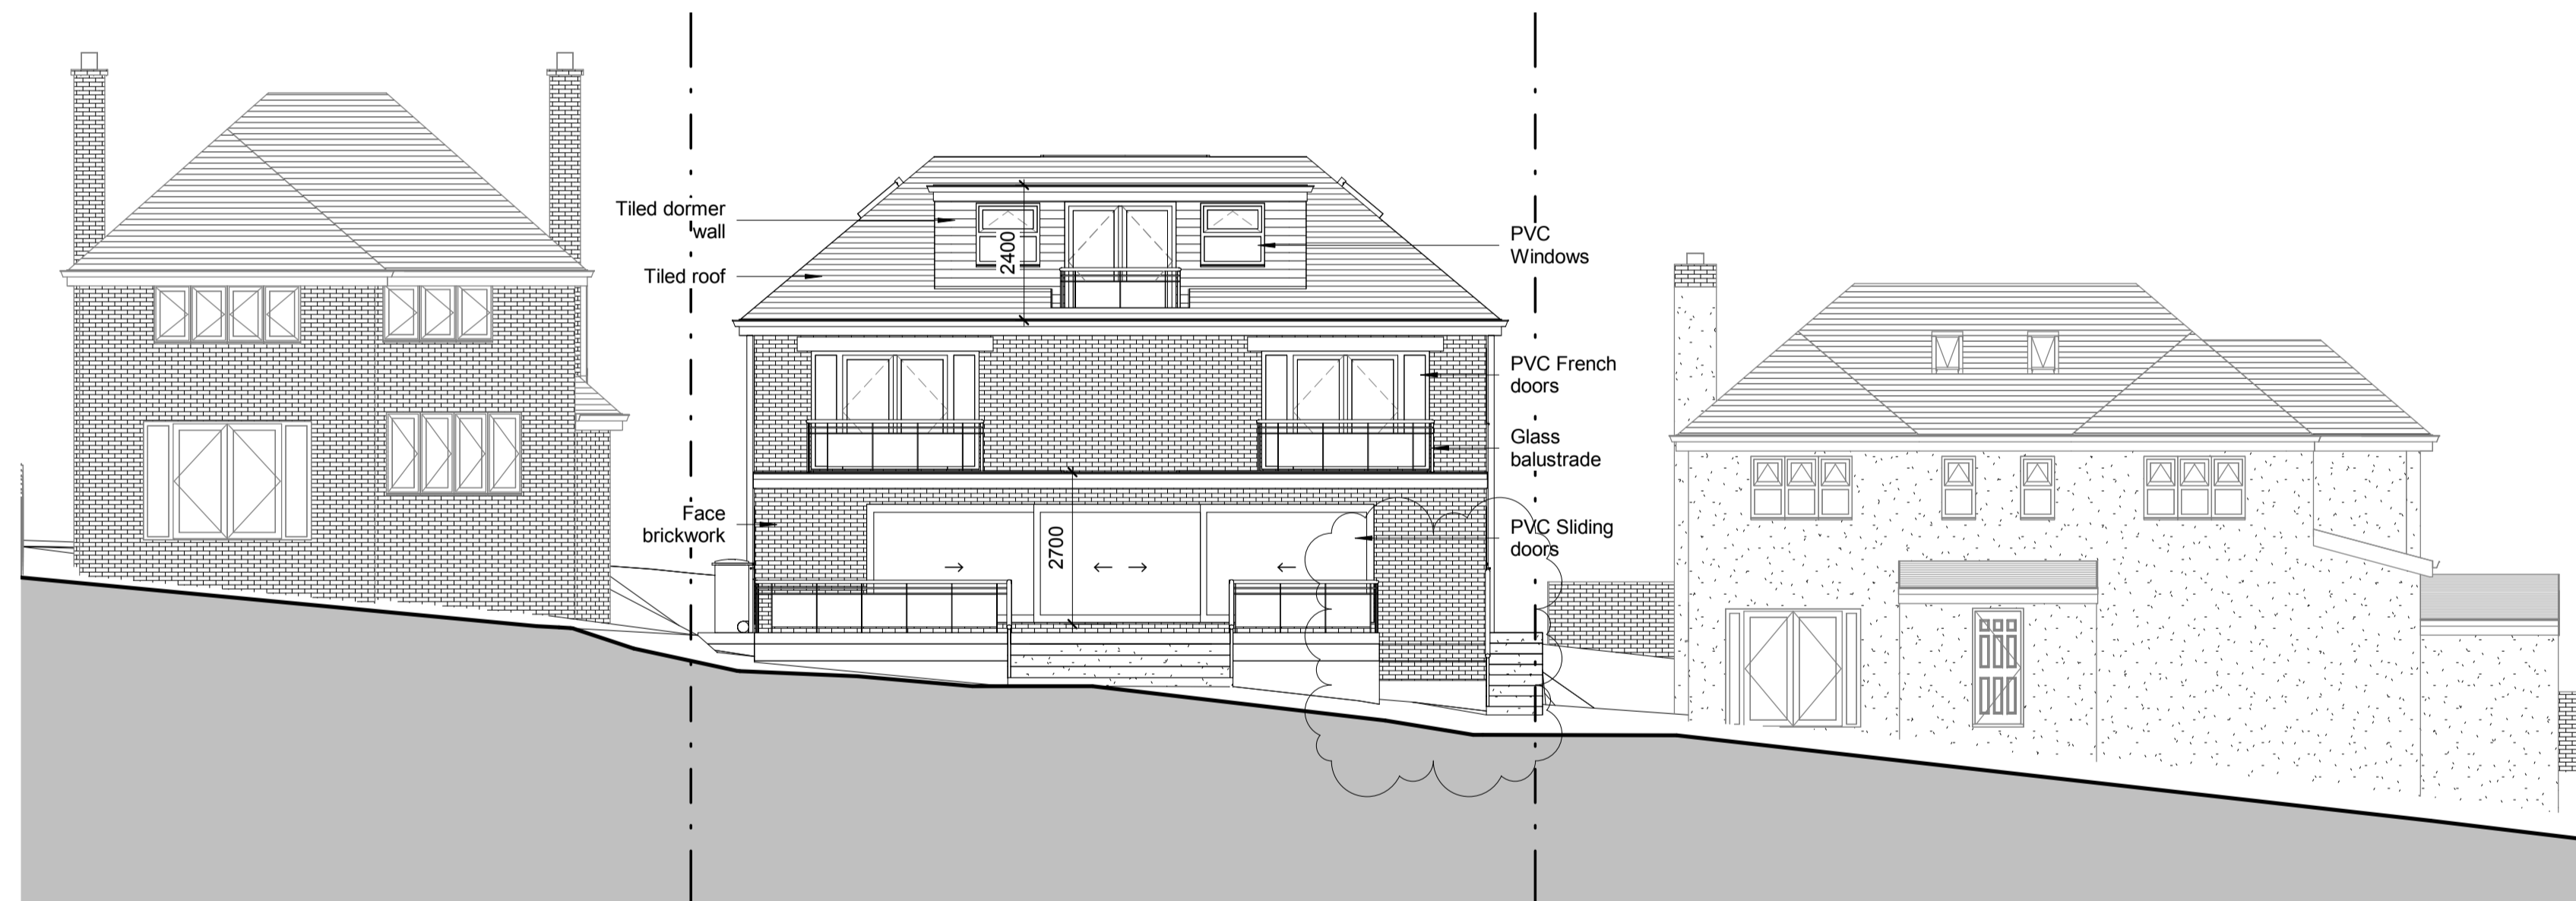 Tiled dormer
wall
Tiled roof
2400
PVC
Windows
PVC French
doors
Glass
balustrade
Face
brickwork
2700
PVC Sliding
doors